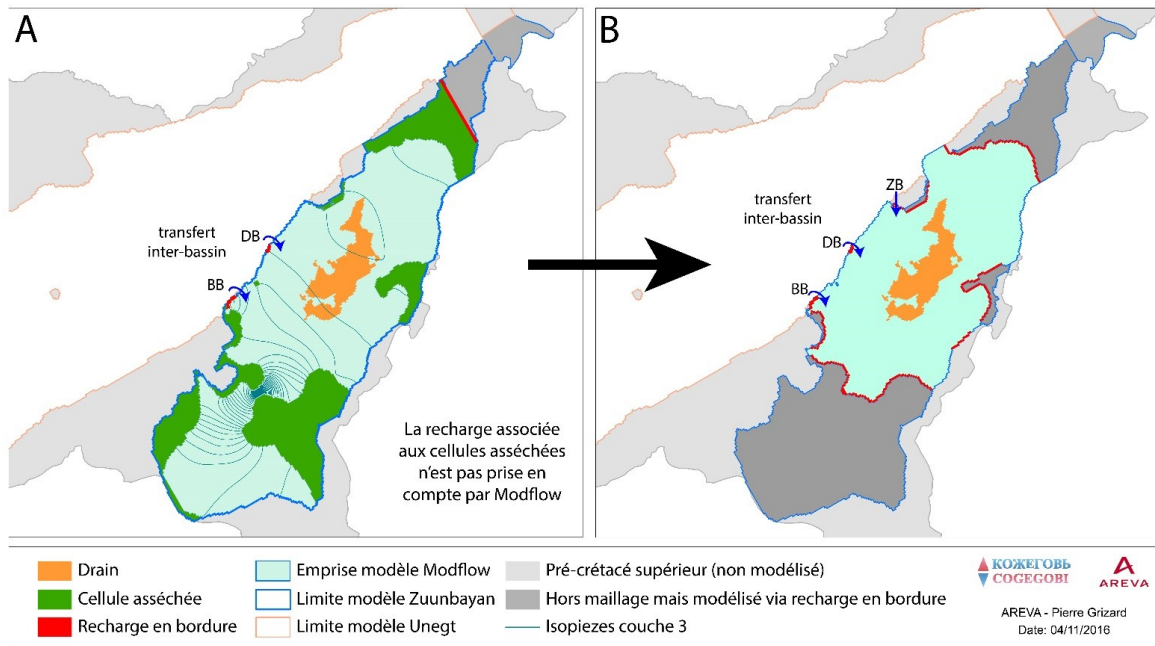 A
transfert
inter-bassin
DB
BB
La recharge associée
aux cellules asséchées
n'est pas prise en
compte par Modflow
B
ZB
transfert
inter-bassin
DB
BB
Drain
Cellule asséchée
Recharge en bordure
Emprise modèle Modflow
Limite modèle Zuunbayan
Limite modèle Unegt
Pré-crétacé supérieur (non modélisé)
Hors maillage mais modélisé via recharge en bordure
Isopiezes couche 3
КОЖЕГОВЬ
COGEGOBI
AREVA
AREVA - Pierre Grizard
Date: 04/11/2016